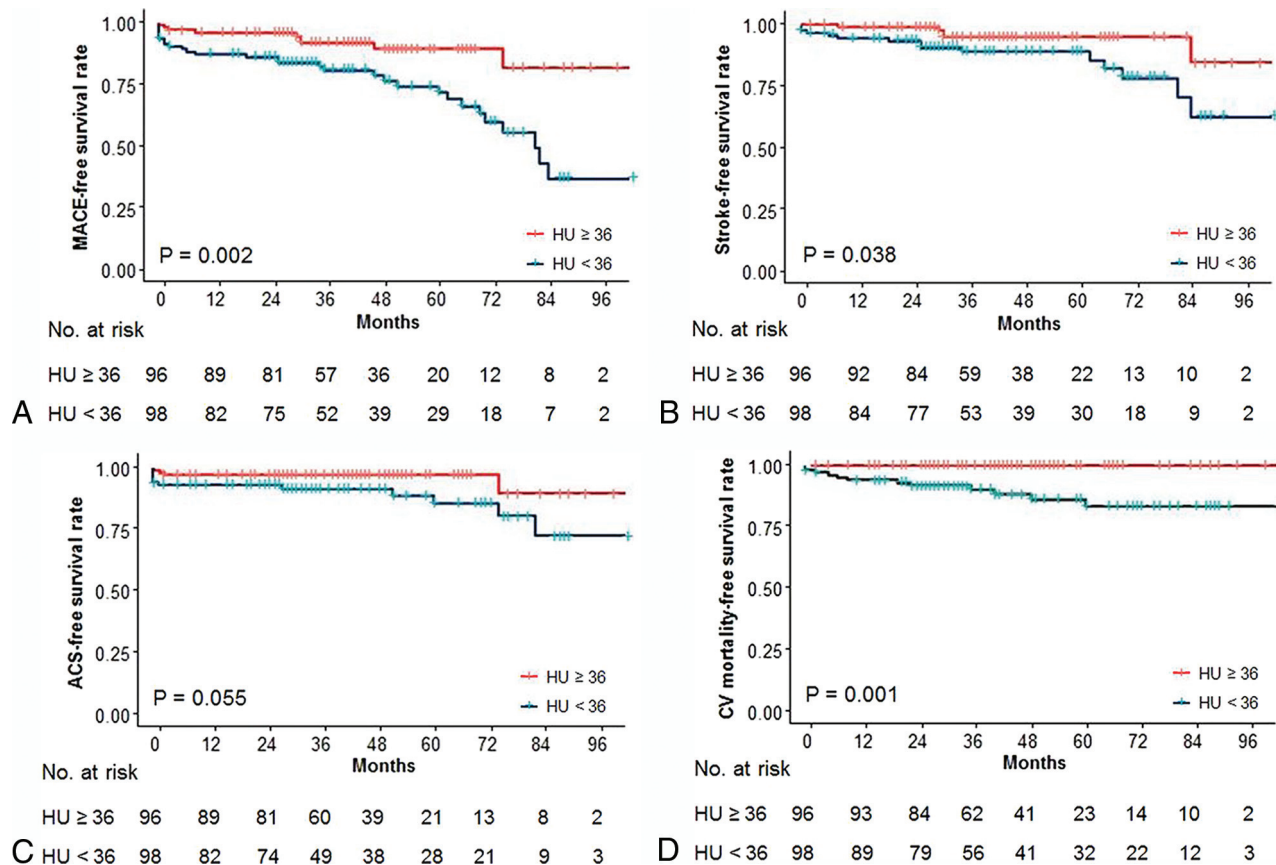 MACE-free survival rate
1.00
0.75
0.50
0.25
0.00
P = 0.002
HU ≥ 36
HU < 36
0 12 24 36 48 60 72 84 96
Months
No. at risk
HU ≥ 36 96 89 81 57 36 20 12 8 2
HU < 36 98 82 75 52 39 29 18 7 2
A
Stroke-free survival rate
1.00
0.75
0.50
0.25
0.00
P = 0.038
HU ≥ 36
HU < 36
0 12 24 36 48 60 72 84 96
Months
No. at risk
HU ≥ 36 96 92 84 59 38 22 13 10 2
HU < 36 98 84 77 53 39 30 18 9 2
B
ACS-free survival rate
1.00
0.75
0.50
0.25
0.00
P = 0.055
HU ≥ 36
HU < 36
0 12 24 36 48 60 72 84 96
Months
No. at risk
HU ≥ 36 96 89 81 60 39 21 13 8 2
HU < 36 98 82 74 49 38 28 21 9 3
C
CV mortality-free survival rate
1.00
0.75
0.50
0.25
0.00
P = 0.001
HU ≥ 36
HU < 36
0 12 24 36 48 60 72 84 96
Months
No. at risk
HU ≥ 36 96 93 84 62 41 23 14 10 2
HU < 36 98 89 79 56 41 32 22 12 3
D